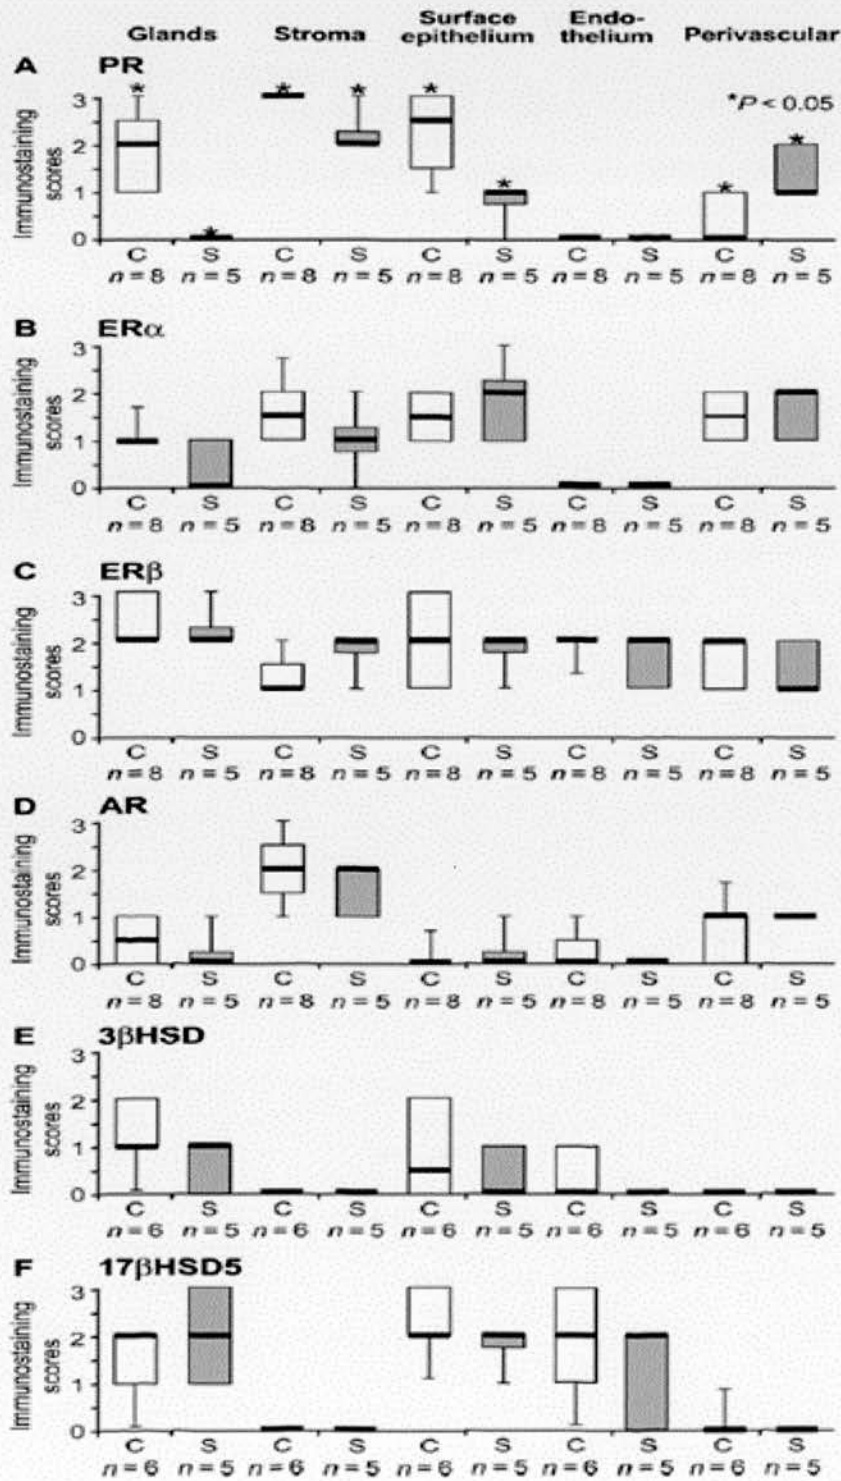 Glands Stroma Surface epithelium Endo-thelium Perivascular
A PR
*P < 0.05
Immunostaining scores
3
2
1
0
C S C S C S C S C S
n = 8 n = 5 n = 8 n = 5 n = 8 n = 5 n = 8 n = 5 n = 8 n = 5
B ERα
Immunostaining scores
3
2
1
0
C S C S C S C S C S
n = 8 n = 5 n = 8 n = 5 n = 8 n = 5 n = 8 n = 5 n = 8 n = 5
C ERβ
Immunostaining scores
3
2
1
0
C S C S C S C S C S
n = 8 n = 5 n = 8 n = 5 n = 8 n = 5 n = 8 n = 5 n = 8 n = 5
D AR
Immunostaining scores
3
2
1
0
C S C S C S C S C S
n = 8 n = 5 n = 8 n = 5 n = 8 n = 5 n = 8 n = 5 n = 8 n = 5
E 3βHSD
Immunostaining scores
3
2
1
0
C S C S C S C S C S
n = 6 n = 5 n = 6 n = 5 n = 6 n = 5 n = 6 n = 5 n = 6 n = 5
F 17βHSD5
Immunostaining scores
3
2
1
0
C S C S C S C S C S
n = 6 n = 5 n = 6 n = 5 n = 6 n = 5 n = 6 n = 5 n = 6 n = 5